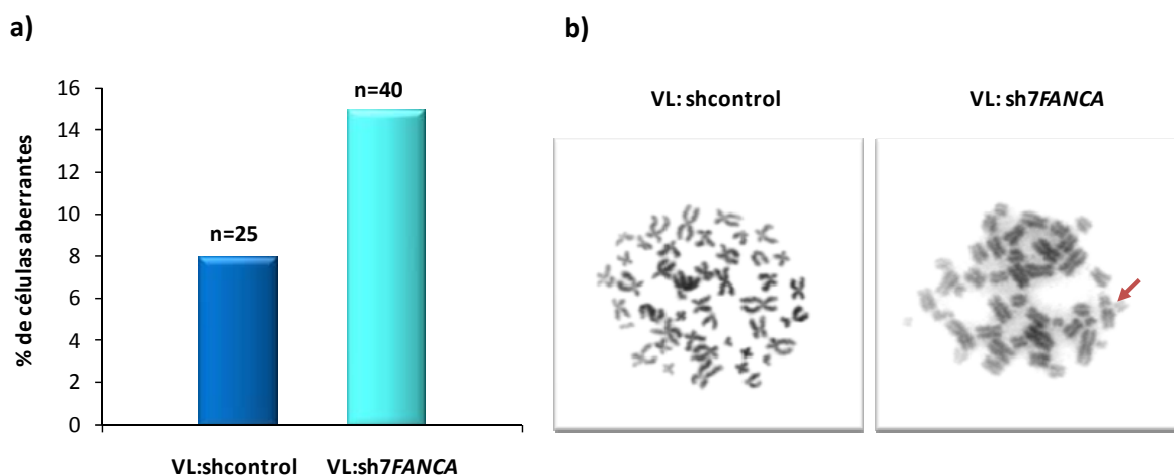 a)
% de células aberrantes
16
14
12
10
8
6
4
2
0
n=25
n=40
VL:shcontrol
VL:sh7FANCA
b)
VL: shcontrol
VL: sh7FANCA